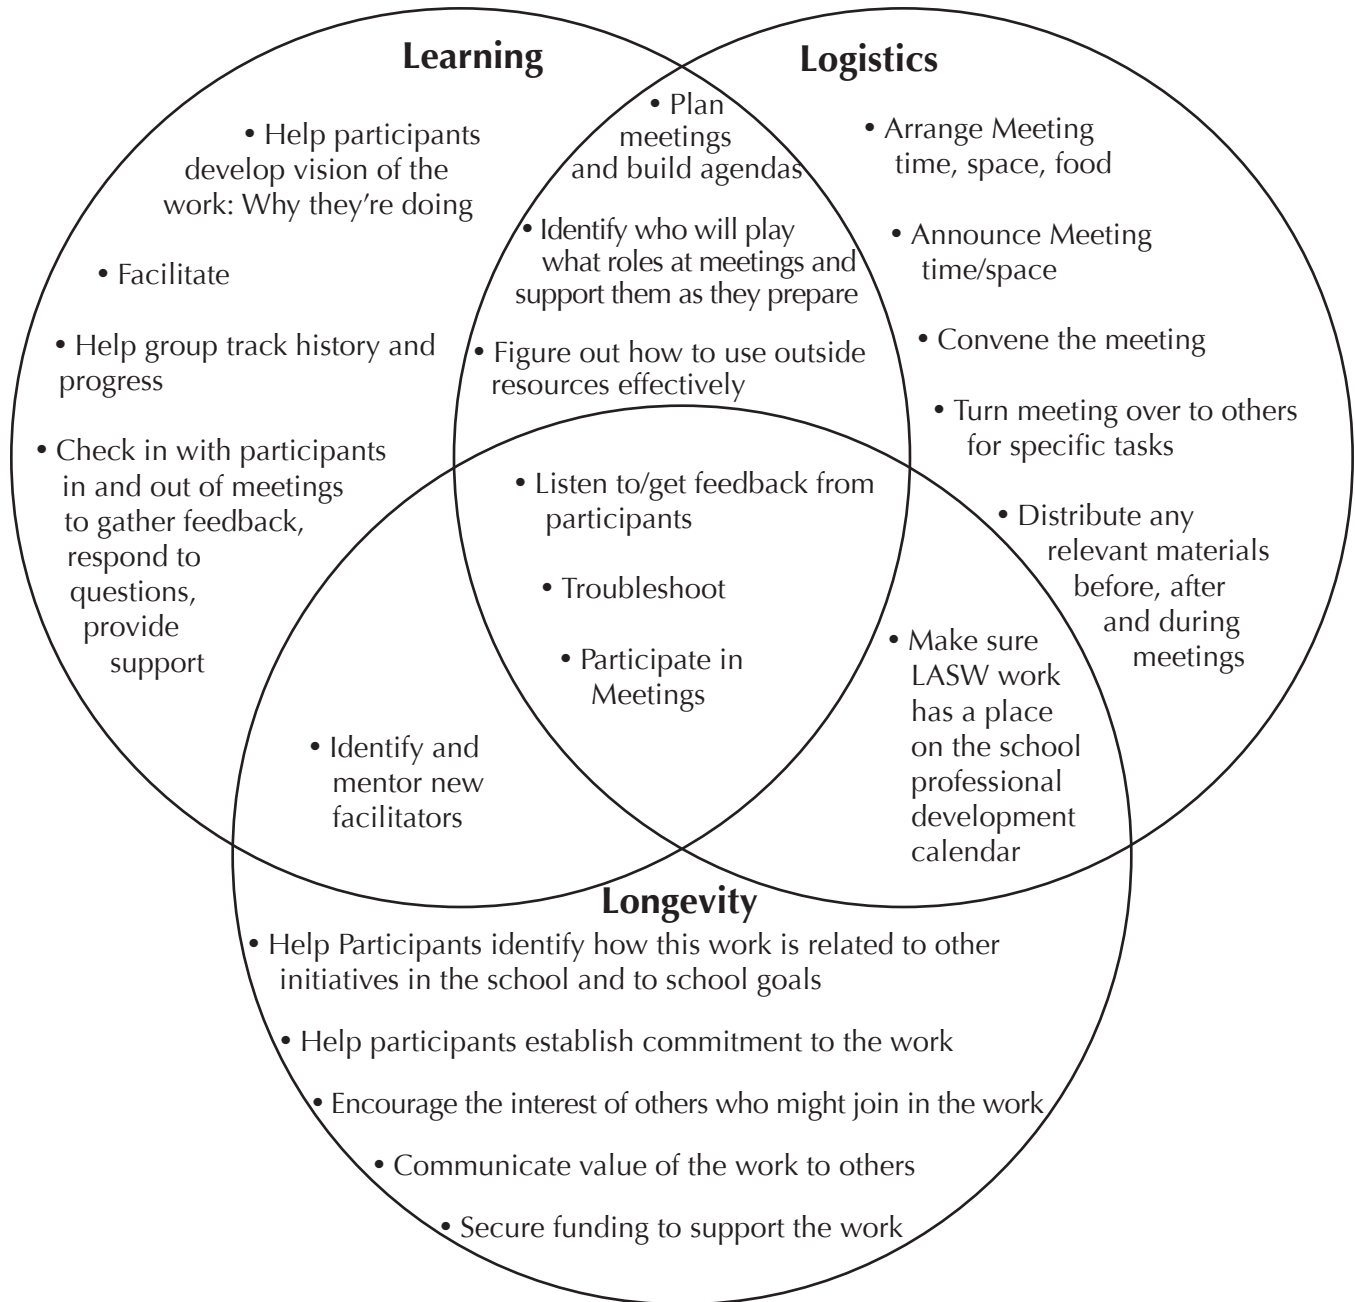 Learning
• Help participants
develop vision of the
work: Why they're doing
• Facilitate
• Help group track history and
progress
• Check in with participants
in and out of meetings
to gather feedback,
respond to
questions,
provide
support
• Plan
meetings
and build agendas
• Identify who will play
what roles at meetings and
support them as they prepare
• Figure out how to use outside
resources effectively
Logistics
• Arrange Meeting
time, space, food
• Announce Meeting
time/space
• Convene the meeting
• Turn meeting over to others
for specific tasks
• Distribute any
relevant materials
before, after
and during
meetings
• Listen to/get feedback from
participants
• Troubleshoot
• Participate in
Meetings
• Identify and
mentor new
facilitators
• Make sure
LASW work
has a place
on the school
professional
development
calendar
Longevity
• Help Participants identify how this work is related to other
initiatives in the school and to school goals
• Help participants establish commitment to the work
• Encourage the interest of others who might join in the work
• Communicate value of the work to others
• Secure funding to support the work